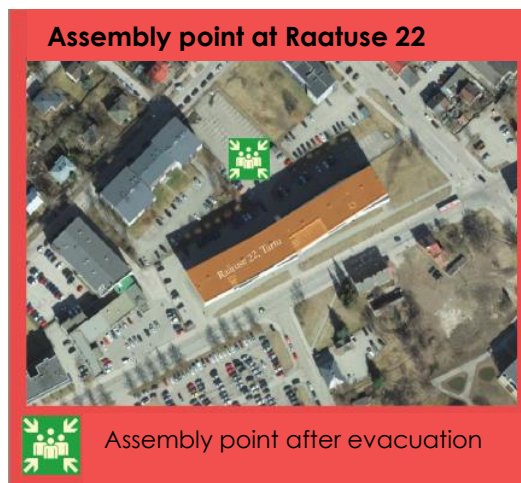 Assembly point at Raatuse 22
Raatuse 22, Tartu
Assembly point after evacuation